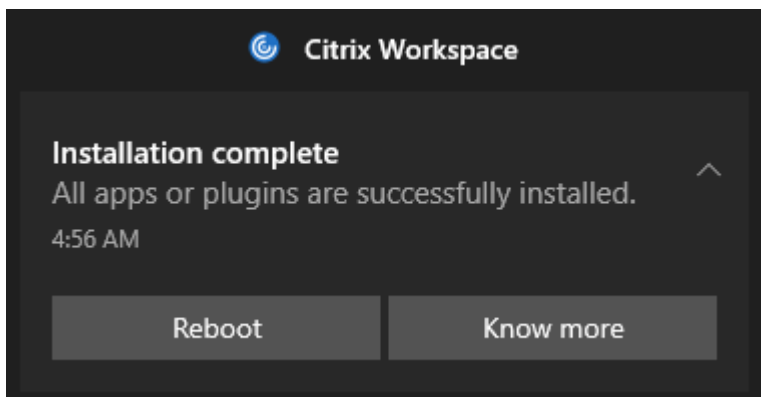 Citrix Workspace
Installation complete
All apps or plugins are successfully installed.
4:56 AM
Reboot
Know more